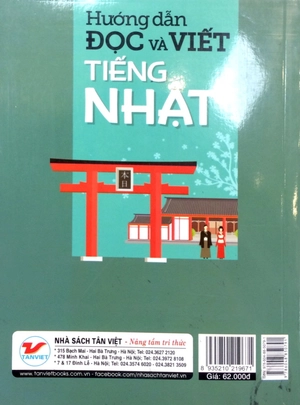 Hướng dẫn
ĐỌC VÀ VIẾT
TIẾNG
NHẬT
本日
TANVIET
NHÀ SÁCH TÂN VIỆT - Nâng tầm tri thức
* 315 Bạch Mai - Hai Bà Trưng - Hà Nội; Tel: 024.3627 2120
* 478 Minh Khai - Hai Bà Trưng - Hà Nội; Tel: 024.3972 8108
* 7 & 17 Đinh Lễ - Hà Nội; Tel: 024.3574 6020 - 024.3821 3509
www.tanvietbooks.com.vn - facebook.com/nhasachtanviet.vn
8 935210 219671
Giá: 62.000đ